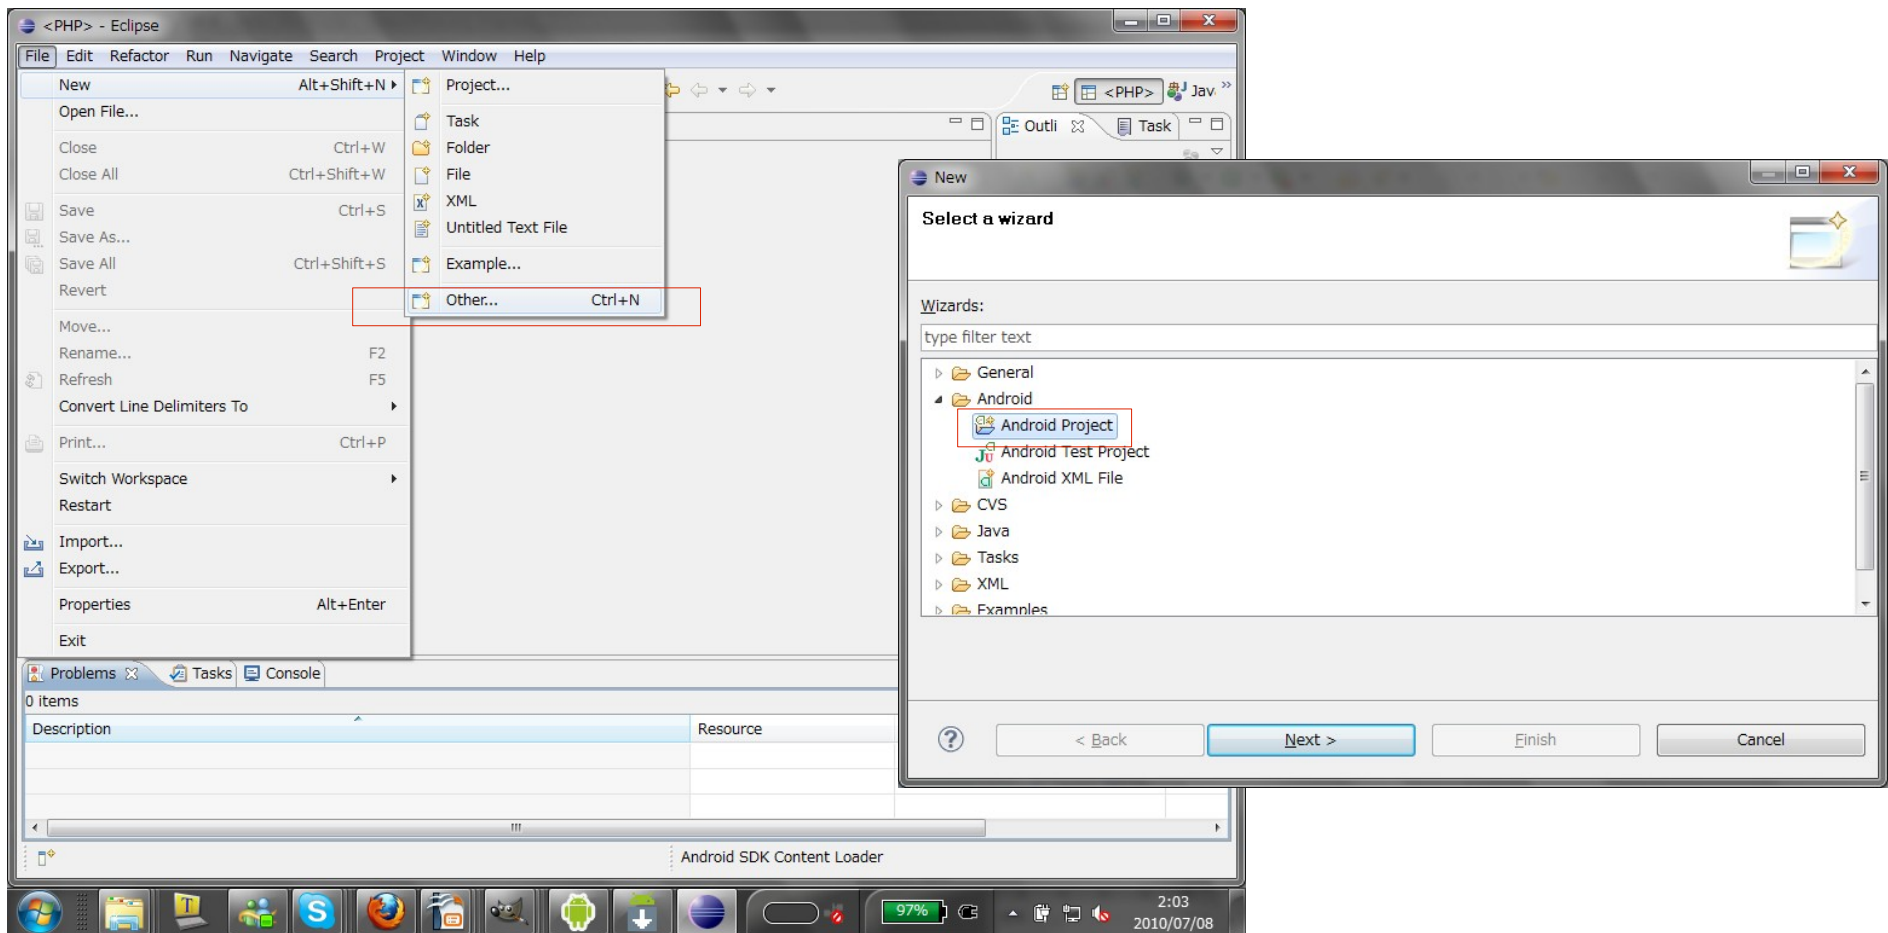 <PHP> - Eclipse
File Edit Refactor Run Navigate Search Project Window Help
New Alt+Shift+N
Open File...
Close Ctrl+W
Close All Ctrl+Shift+W
Save Ctrl+S
Save As...
Save All Ctrl+Shift+S
Revert
Move...
Rename... F2
Refresh F5
Convert Line Delimiters To
Print... Ctrl+P
Switch Workspace
Restart
Import...
Export...
Properties Alt+Enter
Exit
Project...
Task
Folder
File
XML
Untitled Text File
Example...
Other... Ctrl+N
<PHP> Jav
Outli Task
New
Select a wizard
Wizards:
type filter text
General
Android
Android Project
Android Test Project
Android XML File
CVS
Java
Tasks
XML
Examples
< Back Next > Finish Cancel
Problems Tasks Console
0 items
Description Resource
Android SDK Content Loader
97%
2:03
2010/07/08